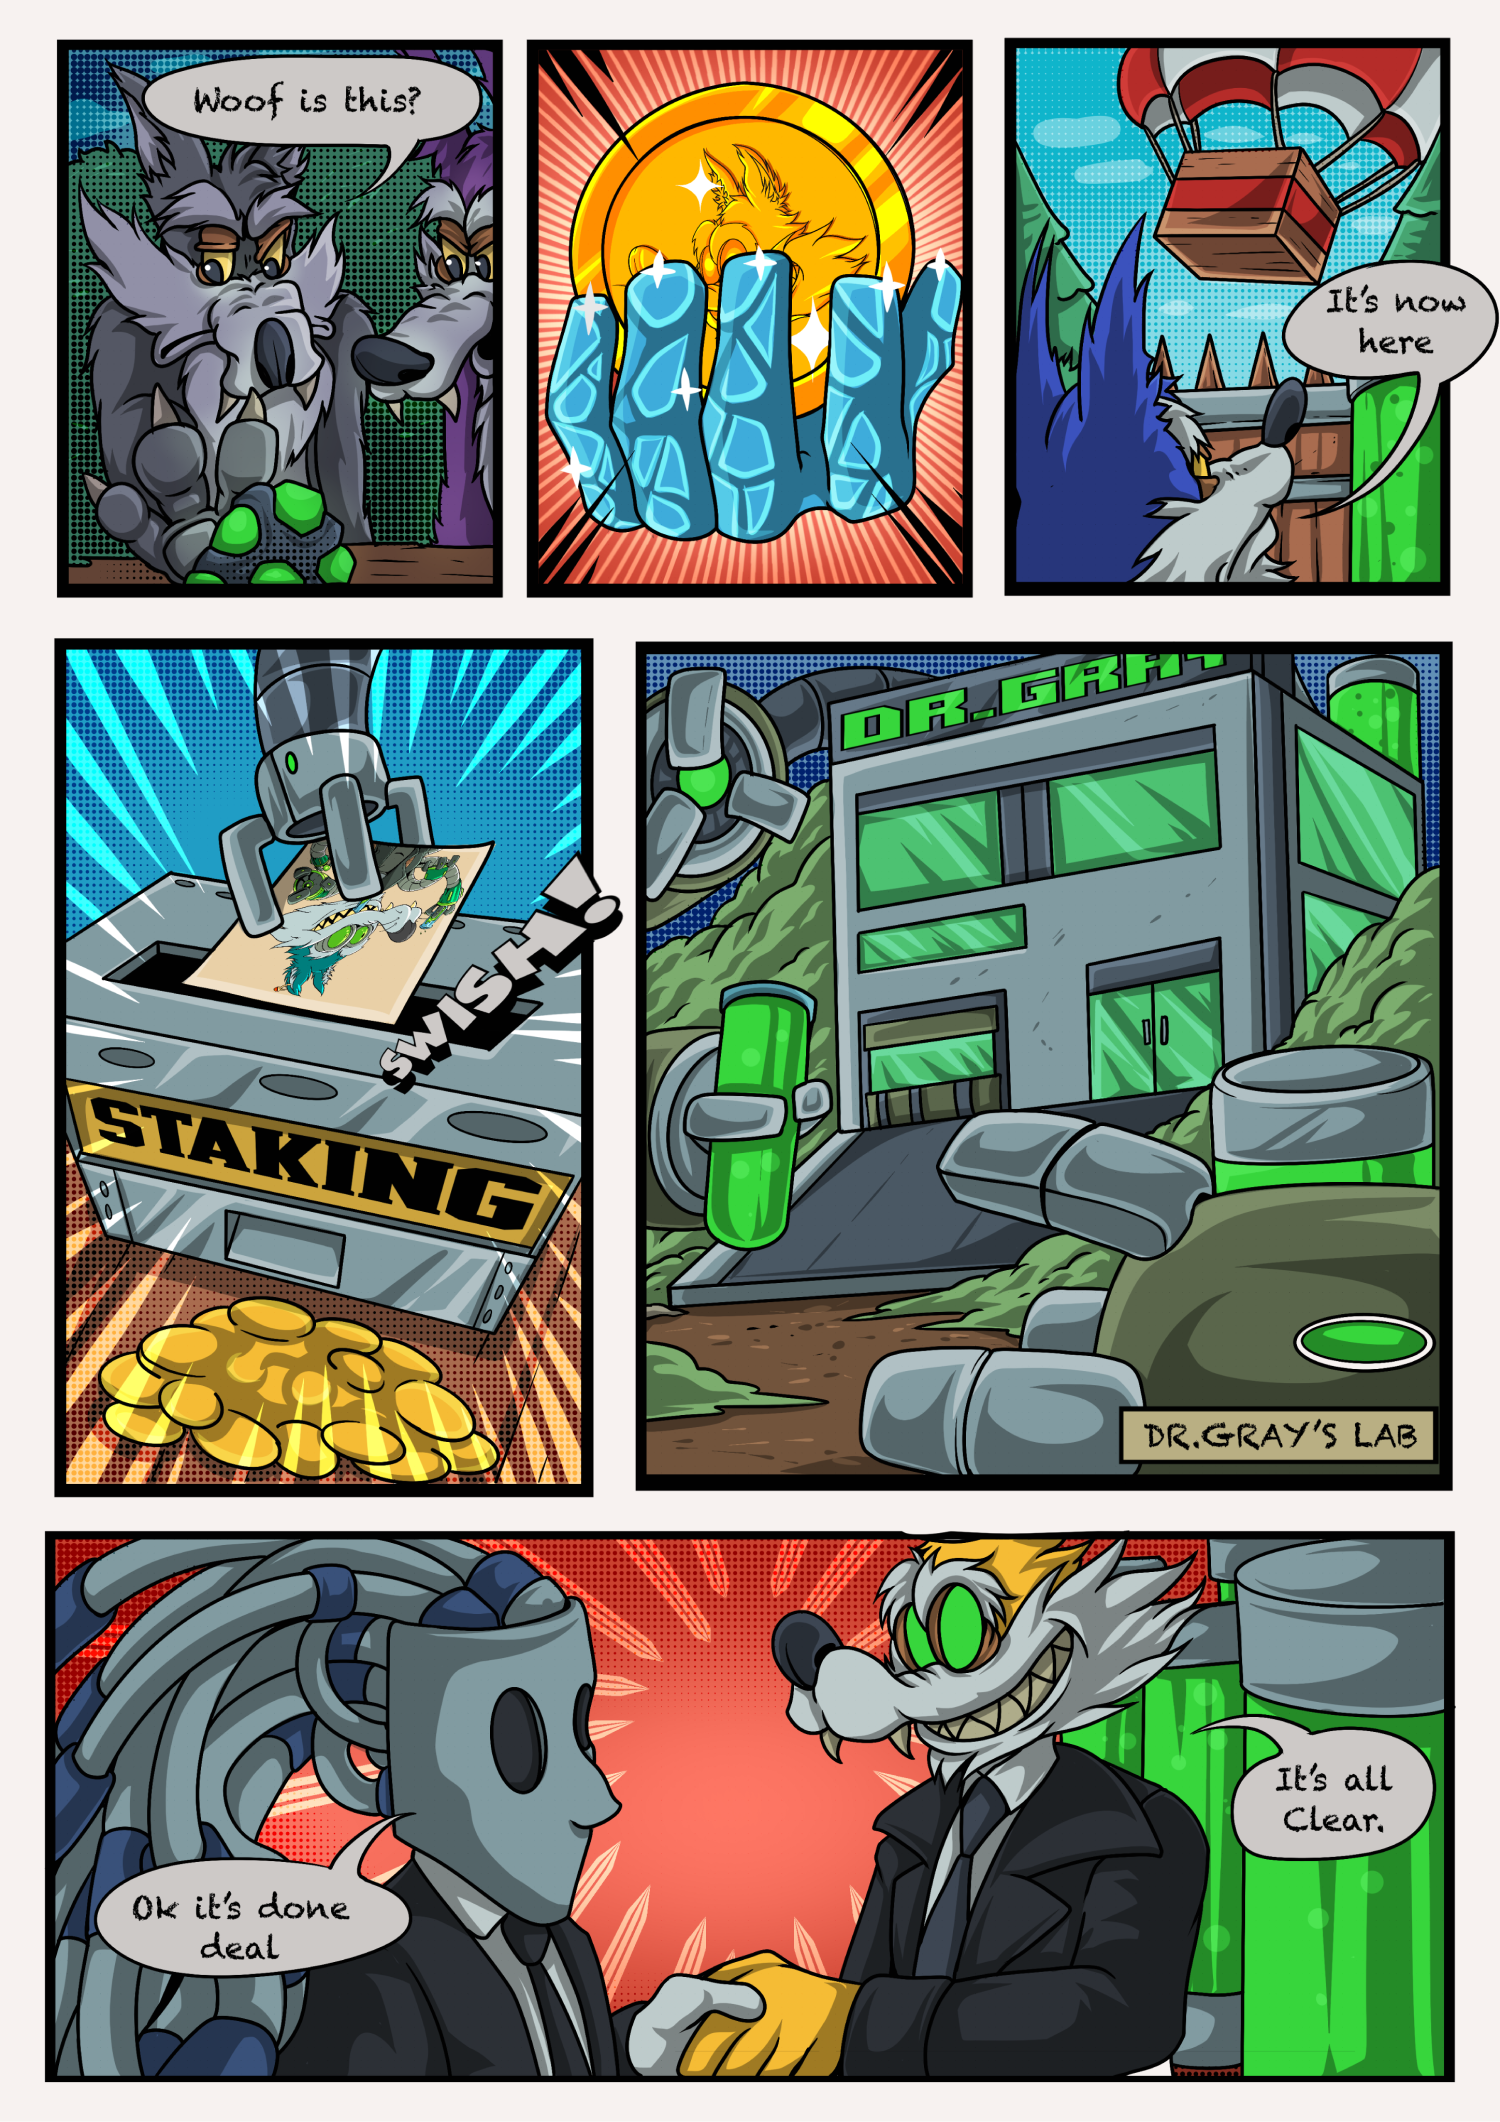 Woof is this?
It's now
here
SWISH!
STAKING
DR.GRAY
DR.GRAY'S LAB
It's all
Clear.
Ok it's done
deal